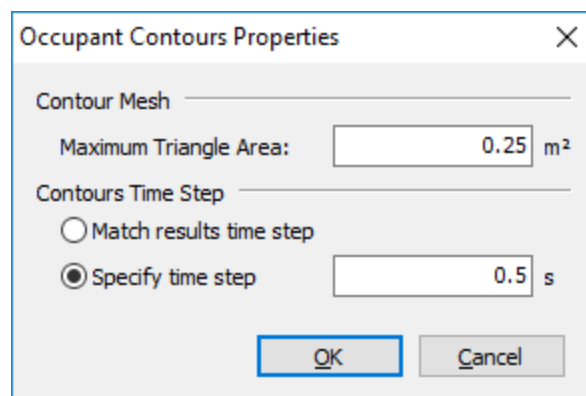 Occupant Contours Properties
Contour Mesh
Maximum Triangle Area: 0.25 m²
Contours Time Step
Match results time step
Specify time step 0.5 s
OK Cancel